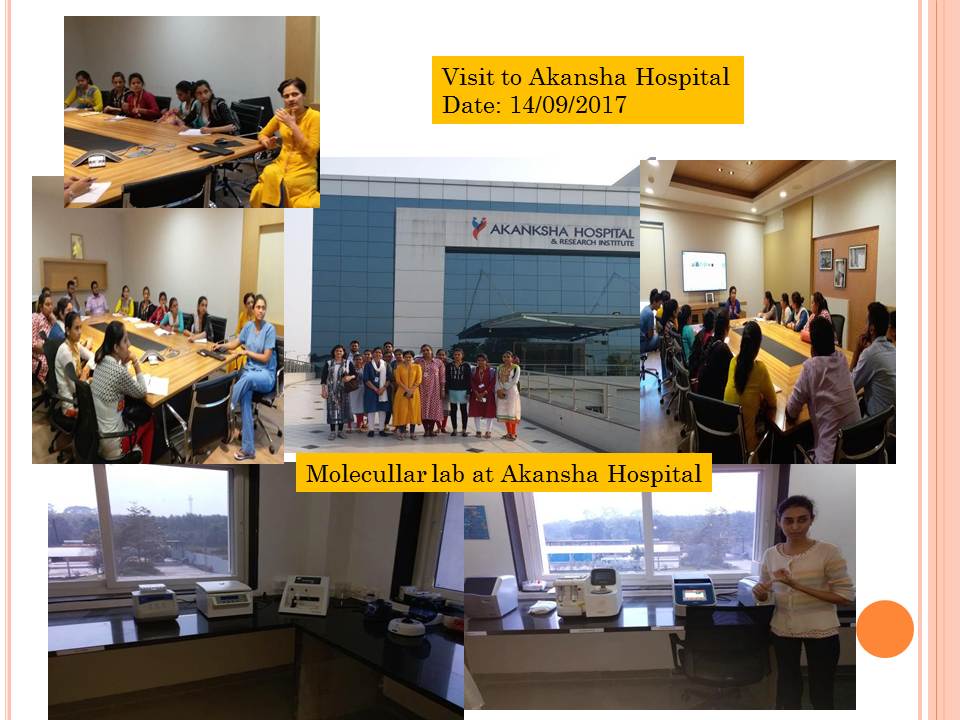 Visit to Akansha Hospital
Date: 14/09/2017
AKANKSHA HOSPITAL
& RESEARCH INSTITUTE
Molecullar lab at Akansha Hospital